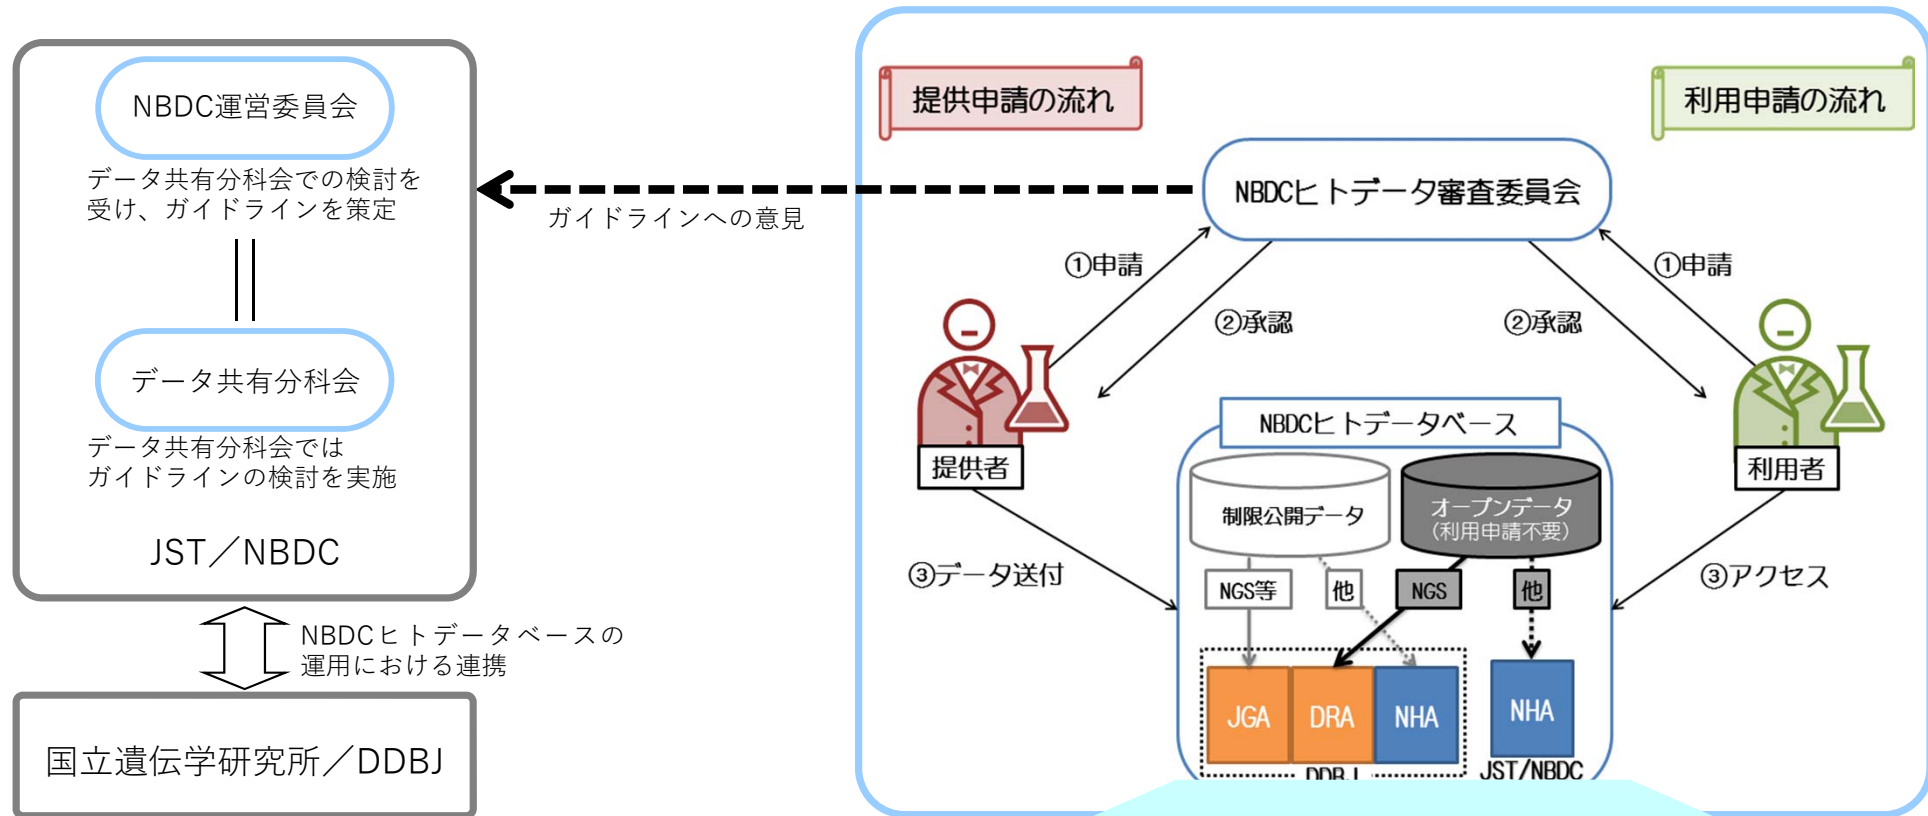 NBDC運営委員会
データ共有分科会での検討を
受け、ガイドラインを策定
データ共有分科会
データ共有分科会では
ガイドラインの検討を実施
JST／NBDC
NBDCヒトデータベースの
運用における連携
国立遺伝学研究所／DDBJ
ガイドラインへの意見
提供申請の流れ
利用申請の流れ
NBDCヒトデータ審査委員会
①申請
②承認
②承認
①申請
提供者
利用者
③データ送付
③アクセス
NBDCヒトデータベース
制限公開データ
オープンデータ
(利用申請不要)
NGS等
他
NGS
他
JGA
DRA
NHA
NHA
DDBJ
JST/NBDC